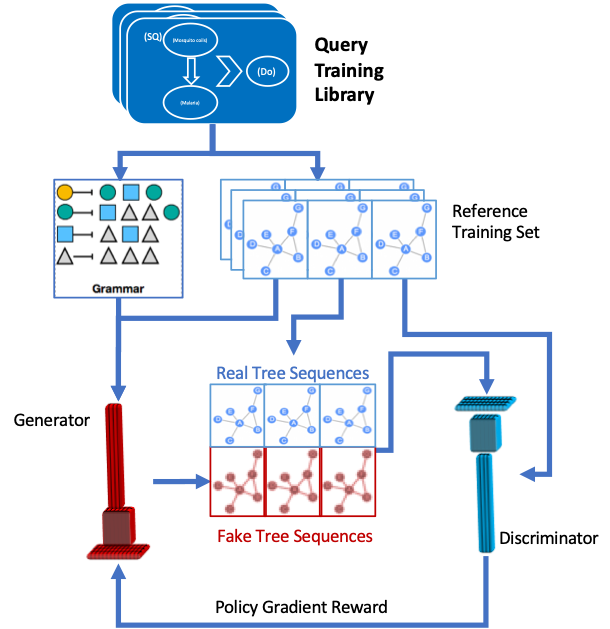 (SQ)
(Mosquito coils)
(Do)
(Malaria)
Query
Training
Library
Grammar
G
G
G
G
G
G
G
G
G
E
F
D
A
B
C
E
F
D
A
B
C
E
F
D
A
B
C
Reference
Training Set
Real Tree Sequences
G
G
G
E
F
D
A
B
C
E
F
D
A
B
C
E
F
D
A
B
C
Generator
Fake Tree Sequences
Discriminator
Policy Gradient Reward